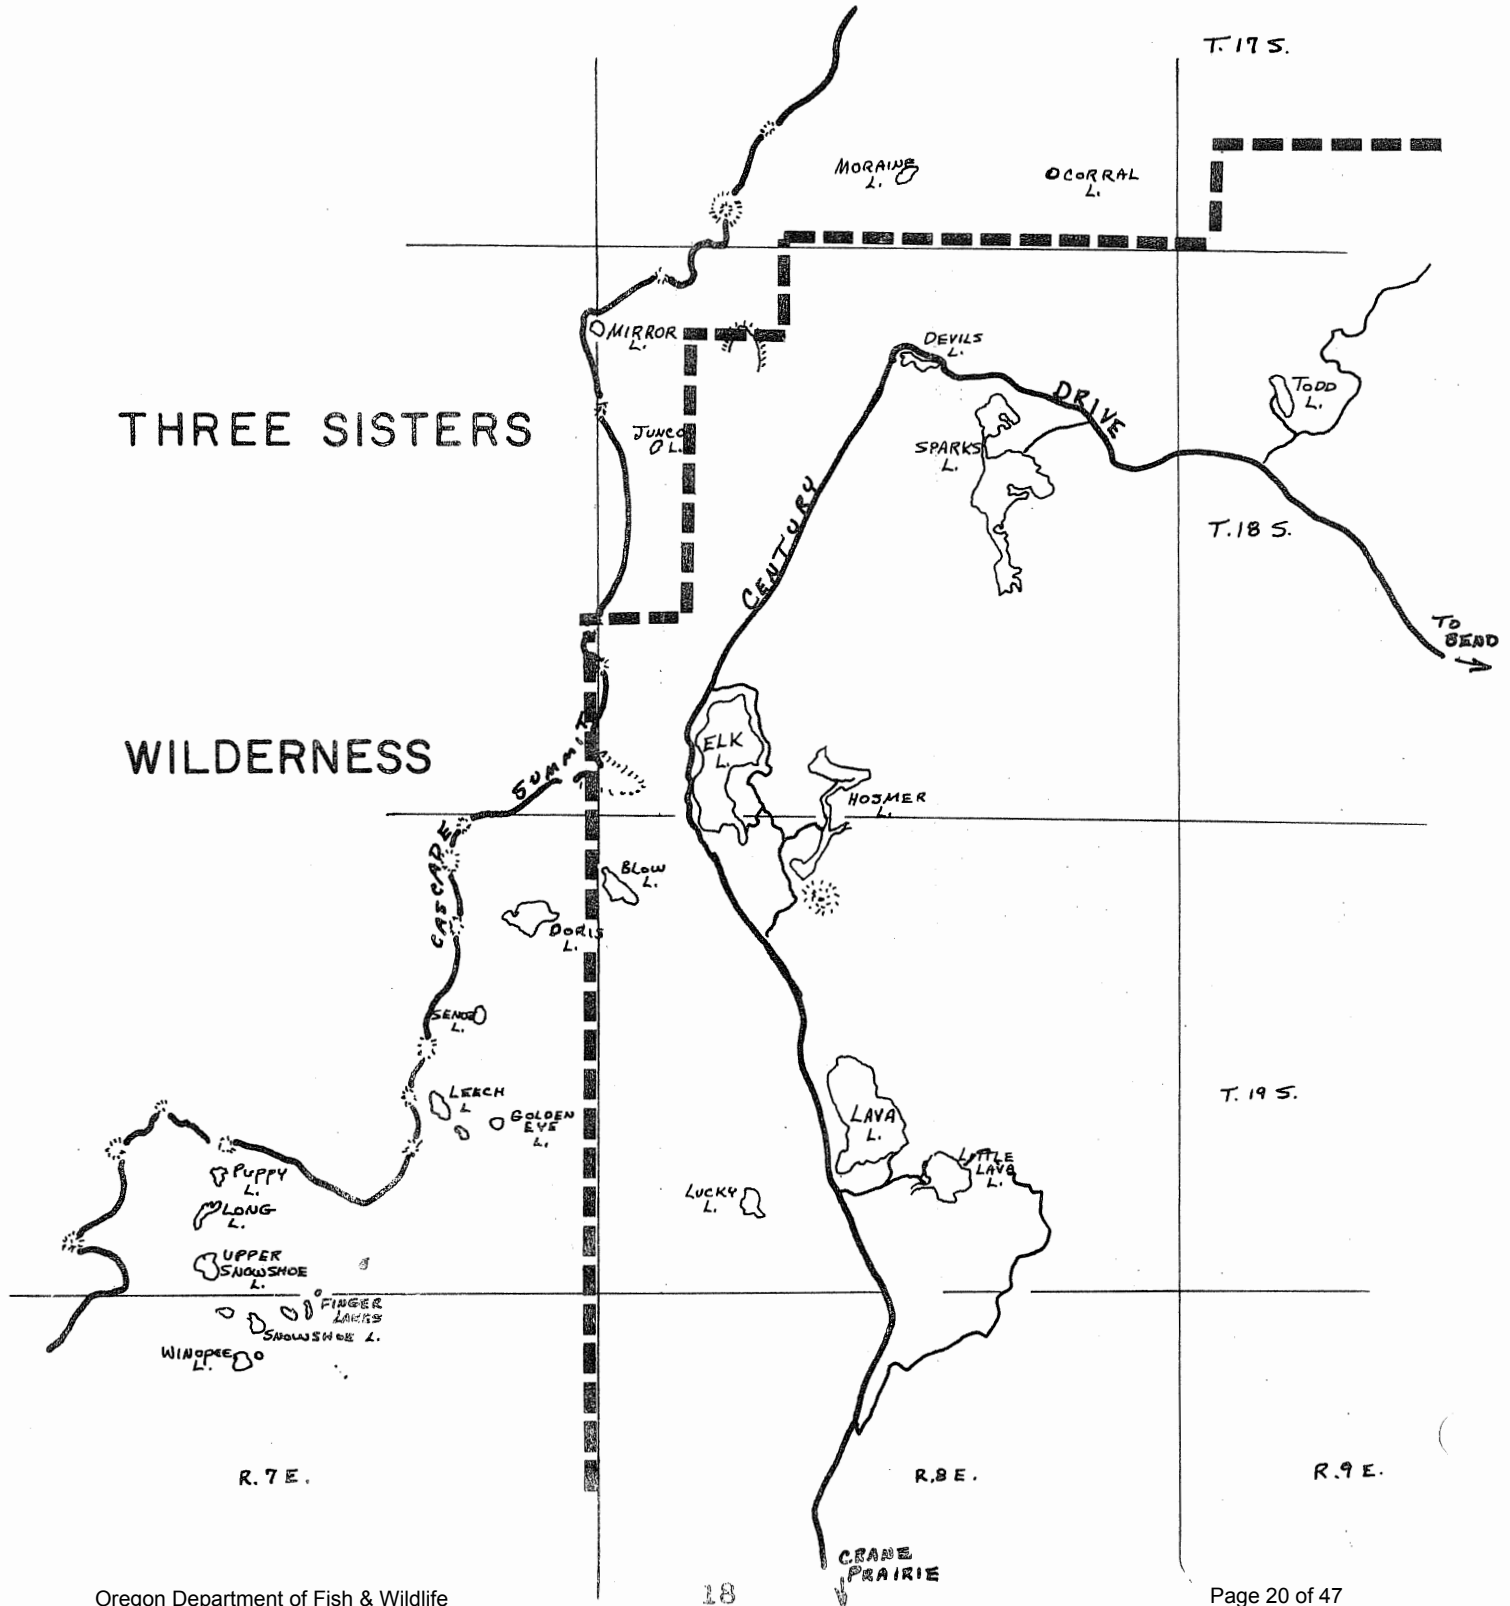 T. 17 S.
MORAINE
L.
CORRAL
L.
MIRROR
L.
DEVILS
L.
DRIVE
TODD
L.
THREE SISTERS
JUNCO
L.
SPARKS
L.
CENTURY
T. 18 S.
TO
BEND
WILDERNESS
SUMMIT
ELK
L.
HOSMER
L.
CASCADE
BLOW
L.
DORIS
L.
L.
LEECH
L
GOLDEN
EYE
L.
T. 19 S.
LAVA
L.
LITTLE
LAVA
L.
PUPPY
L.
LUCKY
L.
LONG
L.
UPPER
SNOWSHOE
L.
FINGER
LAKES
SNOWSHOE L.
WINOPEE
L.
R. 7 E.
R. 8 E.
R. 9 E.
CRANE
PRAIRIE
Oregon Department of Fish & Wildlife
18
Page 20 of 47